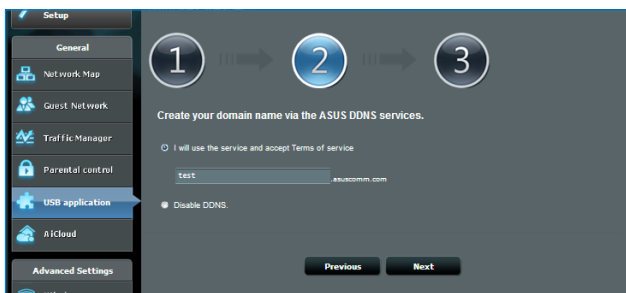 Setup
General
Network Map
Guest Network
Traffic Manager
Parental control
USB application
AiCloud
Advanced Settings
1
2
3
Create your domain name via the ASUS DDNS services.
I will use the service and accept Terms of service
test .asuscomm.com
Disable DDNS.
Previous Next